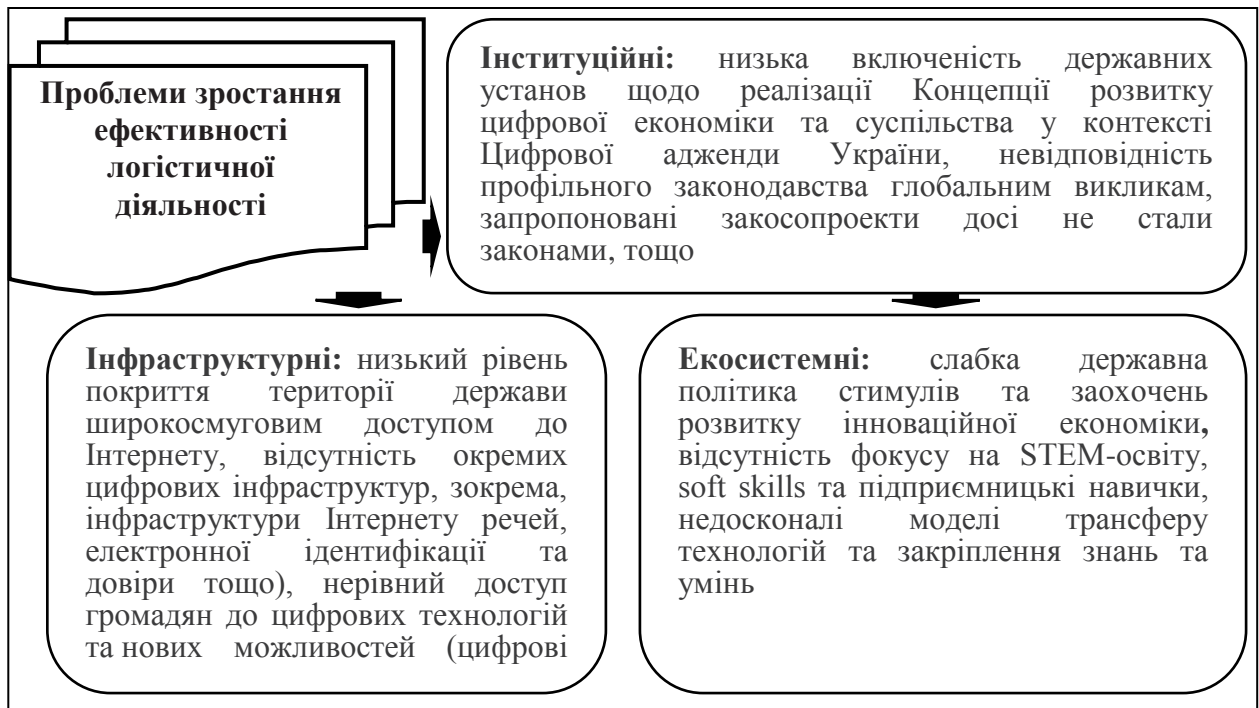 Проблеми зростання
ефективності
логістичної
діяльності
Інституційні: низька включеність державних
установ щодо реалізації Концепції розвитку
цифрової економіки та суспільства у контексті
Цифрової адженди України, невідповідність
профільного законодавства глобальним викликам,
запропоновані закосопроекти досі не стали
законами, тощо
Інфраструктурні: низький рівень
покриття території держави
широкосмуговим доступом до
Інтернету, відсутність окремих
цифрових інфраструктур, зокрема,
інфраструктури Інтернету речей,
електронної ідентифікації та
довіри тощо), нерівний доступ
громадян до цифрових технологій
та нових можливостей (цифрові
Екосистемні: слабка державна
політика стимулів та заохочень
розвитку інноваційної економіки,
відсутність фокусу на STEM-освіту,
soft skills та підприємницькі навички,
недосконалі моделі трансферу
технологій та закріплення знань та
умінь